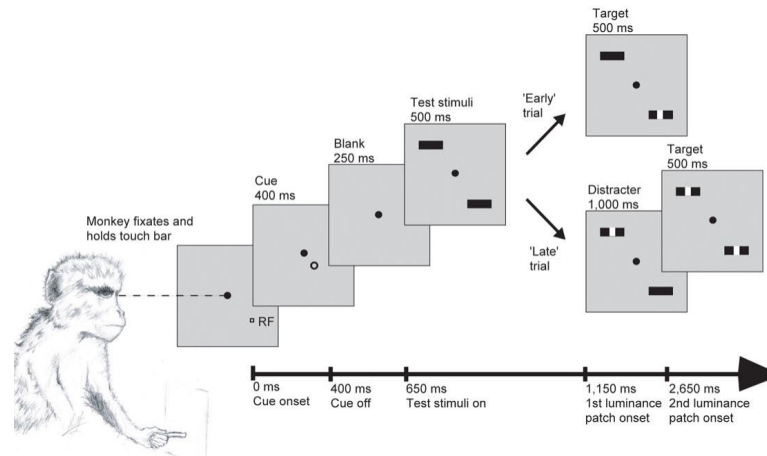 Target
500 ms
'Early'
trial
Test stimuli
500 ms
Blank
250 ms
Cue
400 ms
Monkey fixates and
holds touch bar
RF
Target
500 ms
Distracter
1,000 ms
'Late'
trial
0 ms
Cue onset
400 ms
Cue off
650 ms
Test stimuli on
1,150 ms
1st luminance
patch onset
2,650 ms
2nd luminance
patch onset